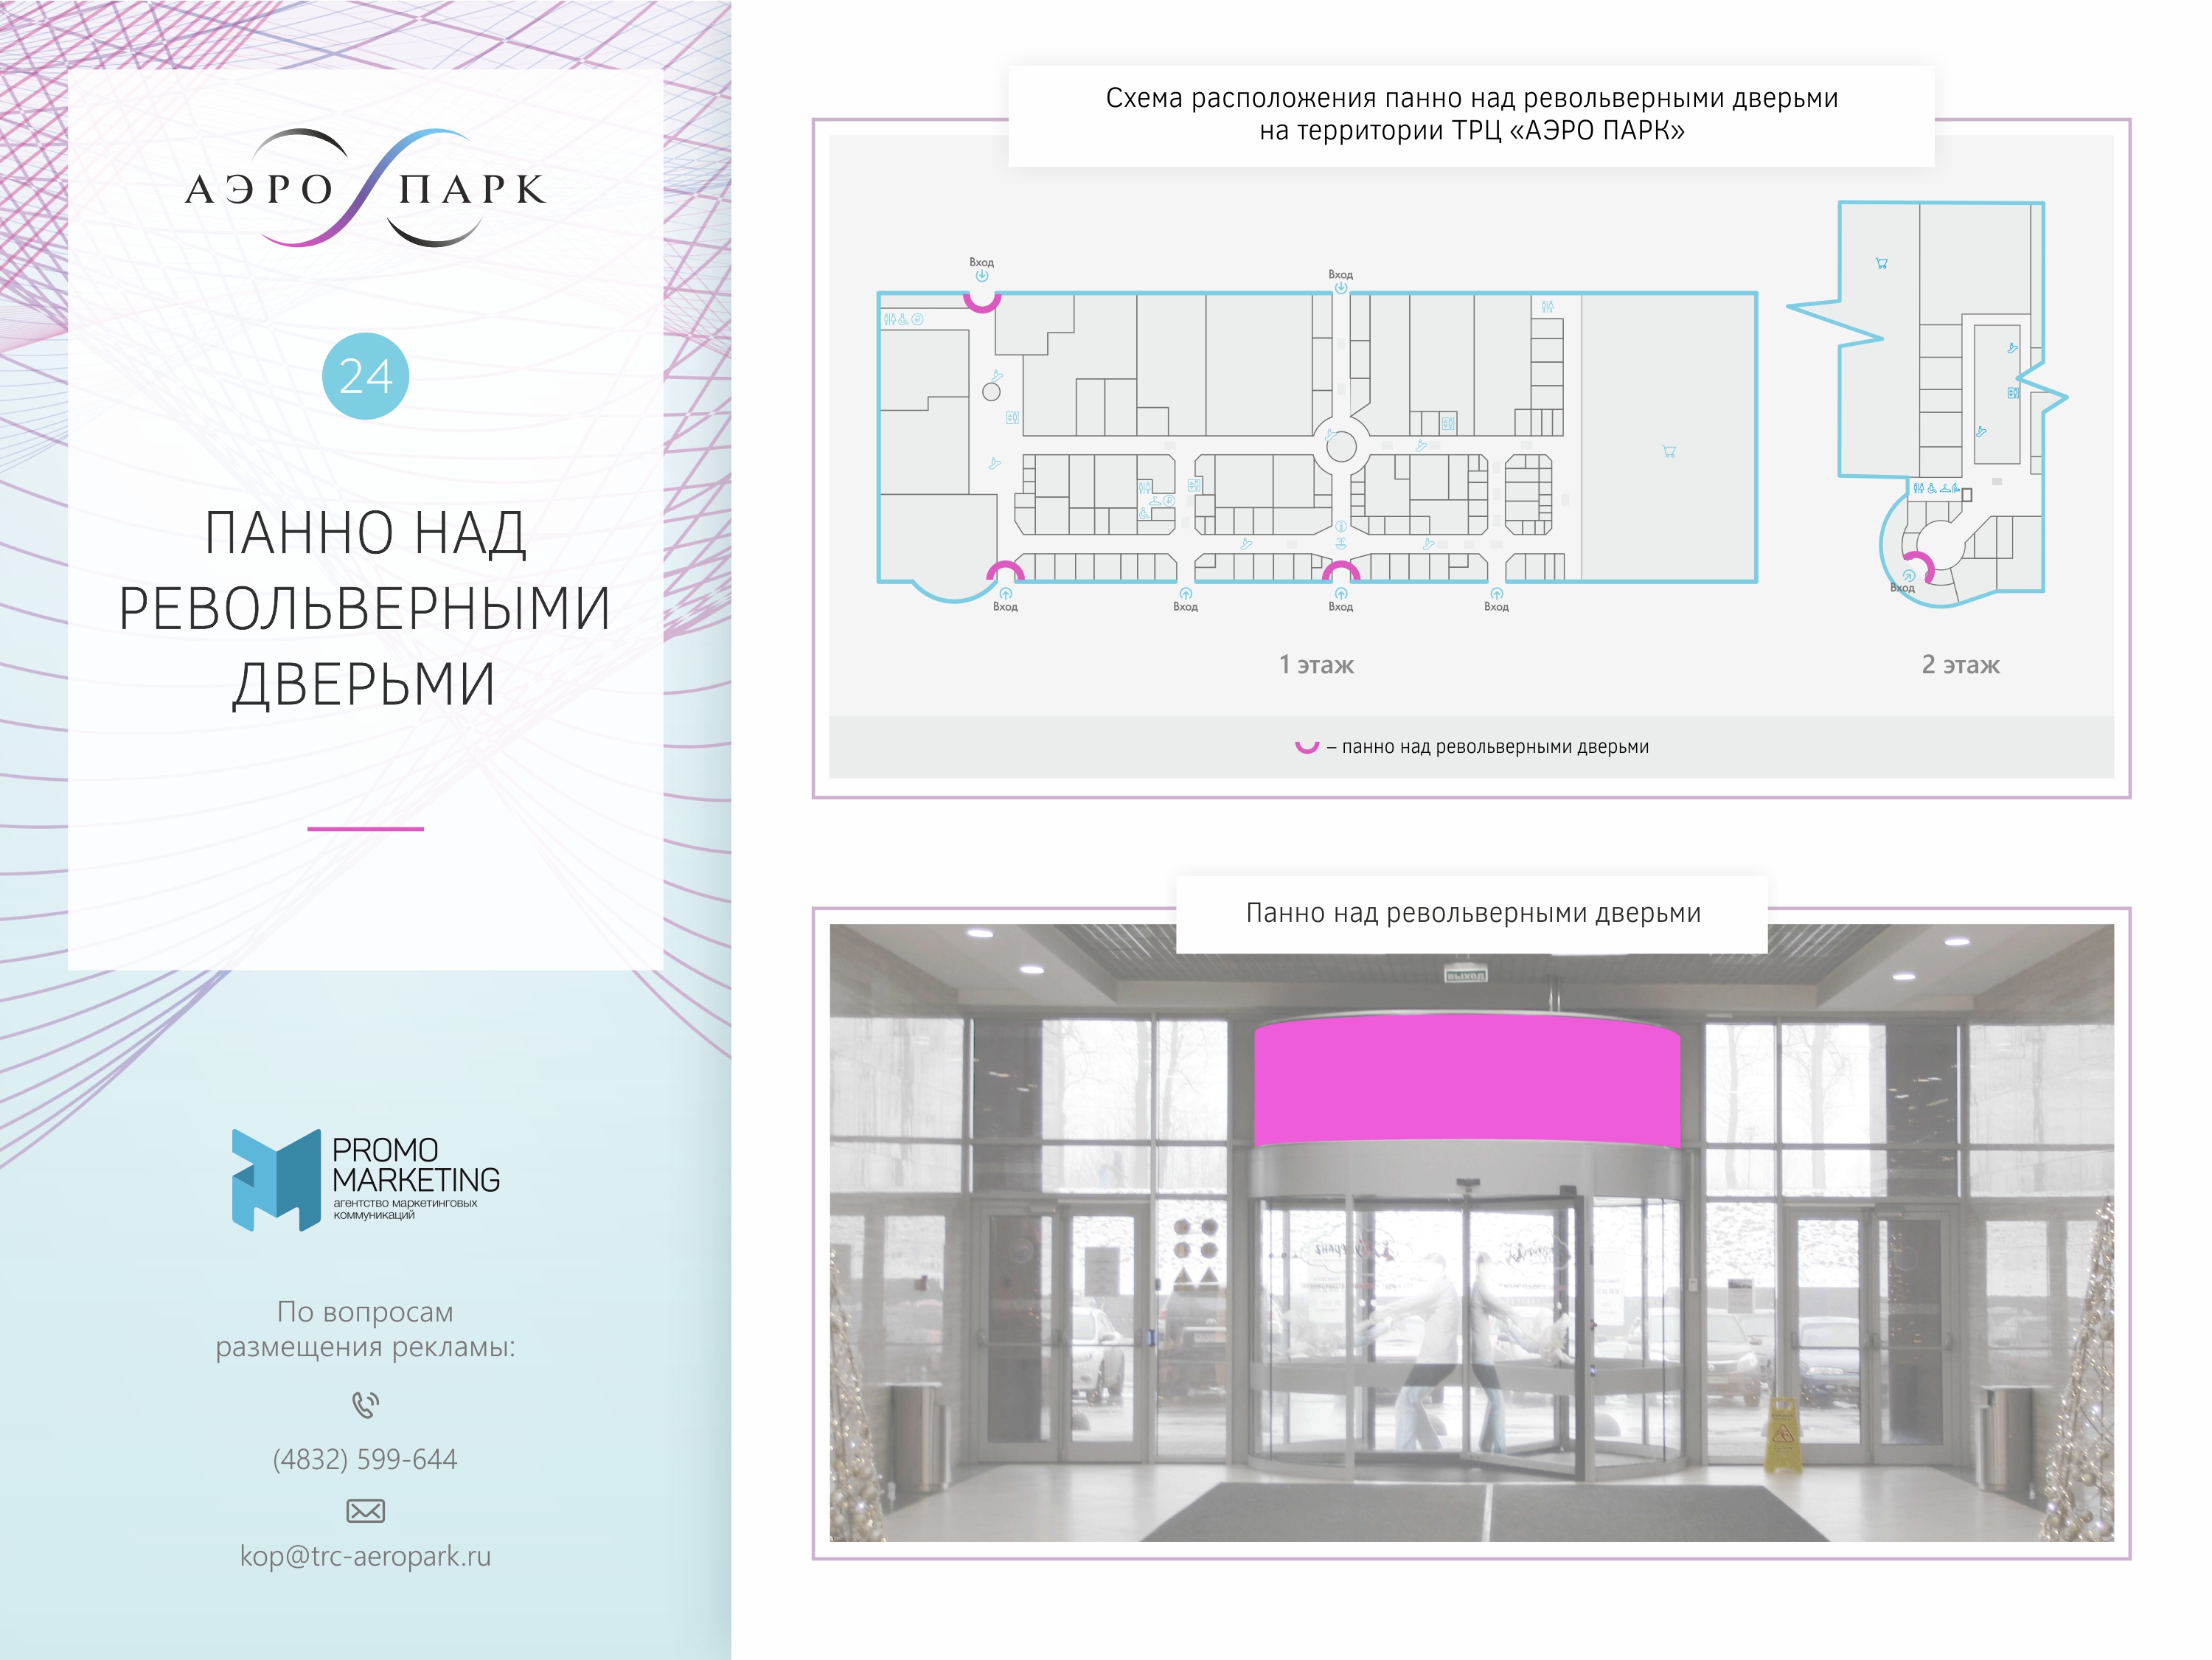 АЭРО ПАРК
24
ПАННО НАД
РЕВОЛЬВЕРНЫМИ
ДВЕРЬМИ
PROMO
MARKETING
агентство маркетинговых
коммуникаций
По вопросам
размещения рекламы:
(4832) 599-644
kop@trc-aeropark.ru
Схема расположения панно над револьверными дверьми
на территории ТРЦ «АЭРО ПАРК»
Вход
Вход
Вход
Вход
Вход
Вход
Вход
1 этаж
2 этаж
– панно над револьверными дверьми
Панно над револьверными дверьми
ВЫХОД